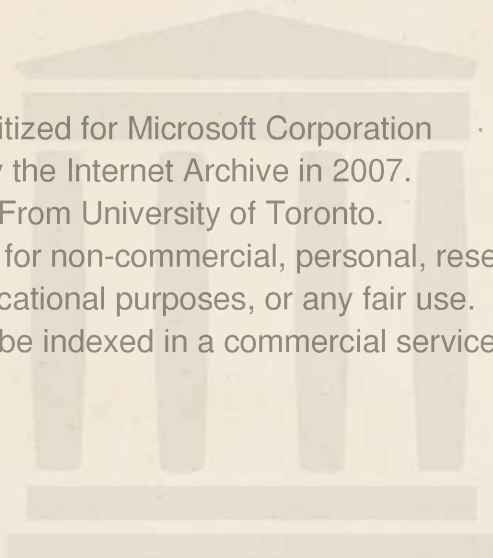 itized for Microsoft Corporation
y the Internet Archive in 2007.
From University of Toronto.
for non-commercial, personal, rese
cational purposes, or any fair use.
be indexed in a commercial service